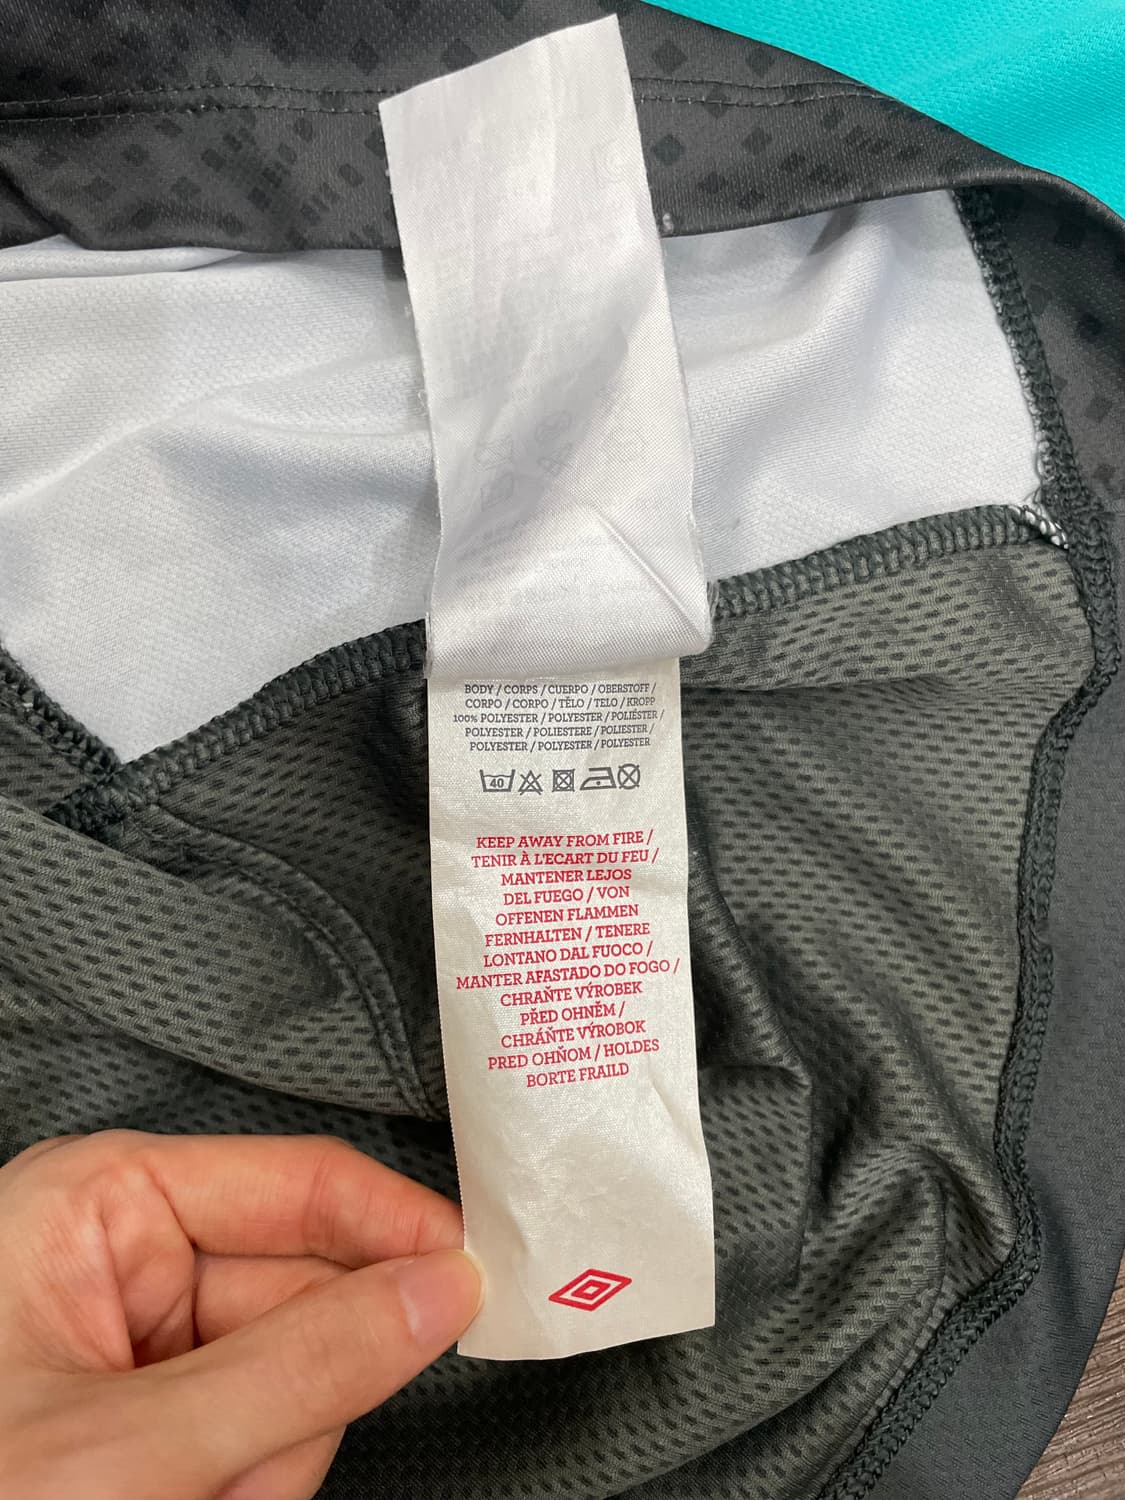 BODY / CORPS / CUERPO / OBERSTOFF /
CORPO / CORPO / TĚLO / TELO / KROPP
100% POLYESTER / POLYESTER / POLIÉSTER /
POLYESTER / POLIESTERE / POLIESTER /
POLYESTER / POLYESTER / POLYESTER
40
KEEP AWAY FROM FIRE /
TENIR À L'ECART DU FEU /
MANTENER LEJOS
DEL FUEGO / VON
OFFENEN FLAMMEN
FERNHALTEN / TENERE
LONTANO DAL FUOCO /
MANTER AFASTADO DO FOGO /
CHRAŇTE VÝROBEK
PŘED OHNĚM /
CHRÁŇTE VÝROBOK
PRED OHŇOM / HOLDES
BORTE FRAILD